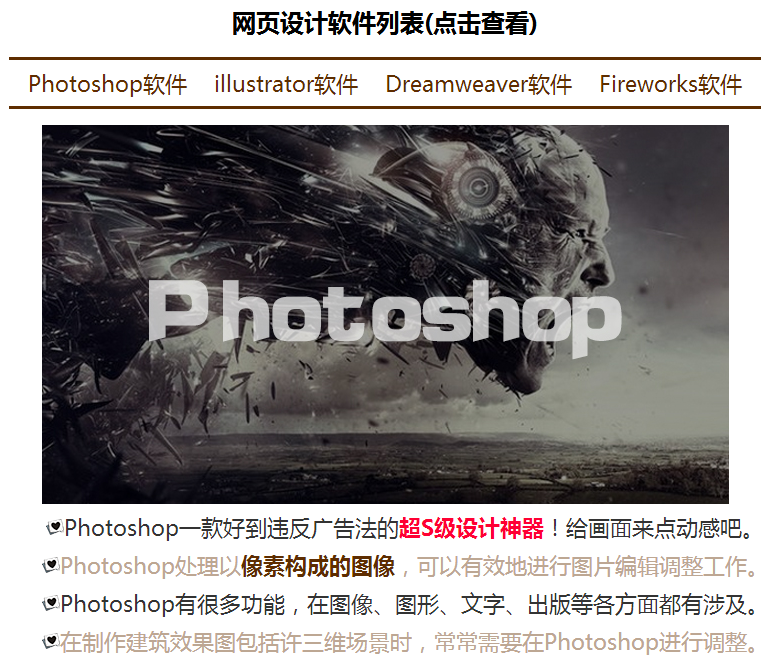 网页设计软件列表(点击查看)
Photoshop软件 illustrator软件 Dreamweaver软件 Fireworks软件
Photoshop
Photoshop一款好到违反广告法的超S级设计神器！给画面来点动感吧。
Photoshop处理以像素构成的图像，可以有效地进行图片编辑调整工作。
Photoshop有很多功能，在图像、图形、文字、出版等各方面都有涉及。
在制作建筑效果图包括许三维场景时，常常需要在Photoshop进行调整。